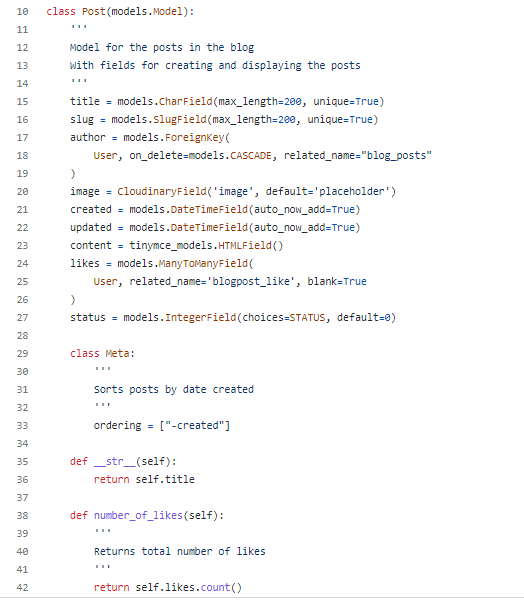 10 class Post(models.Model):
11     '''
12     Model for the posts in the blog
13     With fields for creating and displaying the posts
14     '''
15     title = models.CharField(max_length=200, unique=True)
16     slug = models.SlugField(max_length=200, unique=True)
17     author = models.ForeignKey(
18         User, on_delete=models.CASCADE, related_name="blog_posts"
19     )
20     image = CloudinaryField('image', default='placeholder')
21     created = models.DateTimeField(auto_now_add=True)
22     updated = models.DateTimeField(auto_now_add=True)
23     content = tinymce_models.HTMLField()
24     likes = models.ManyToManyField(
25         User, related_name='blogpost_like', blank=True
26     )
27     status = models.IntegerField(choices=STATUS, default=0)
28
29     class Meta:
30         '''
31         Sorts posts by date created
32         '''
33         ordering = ["-created"]
34
35     def __str__(self):
36         return self.title
37
38     def number_of_likes(self):
39         '''
40         Returns total number of likes
41         '''
42         return self.likes.count()